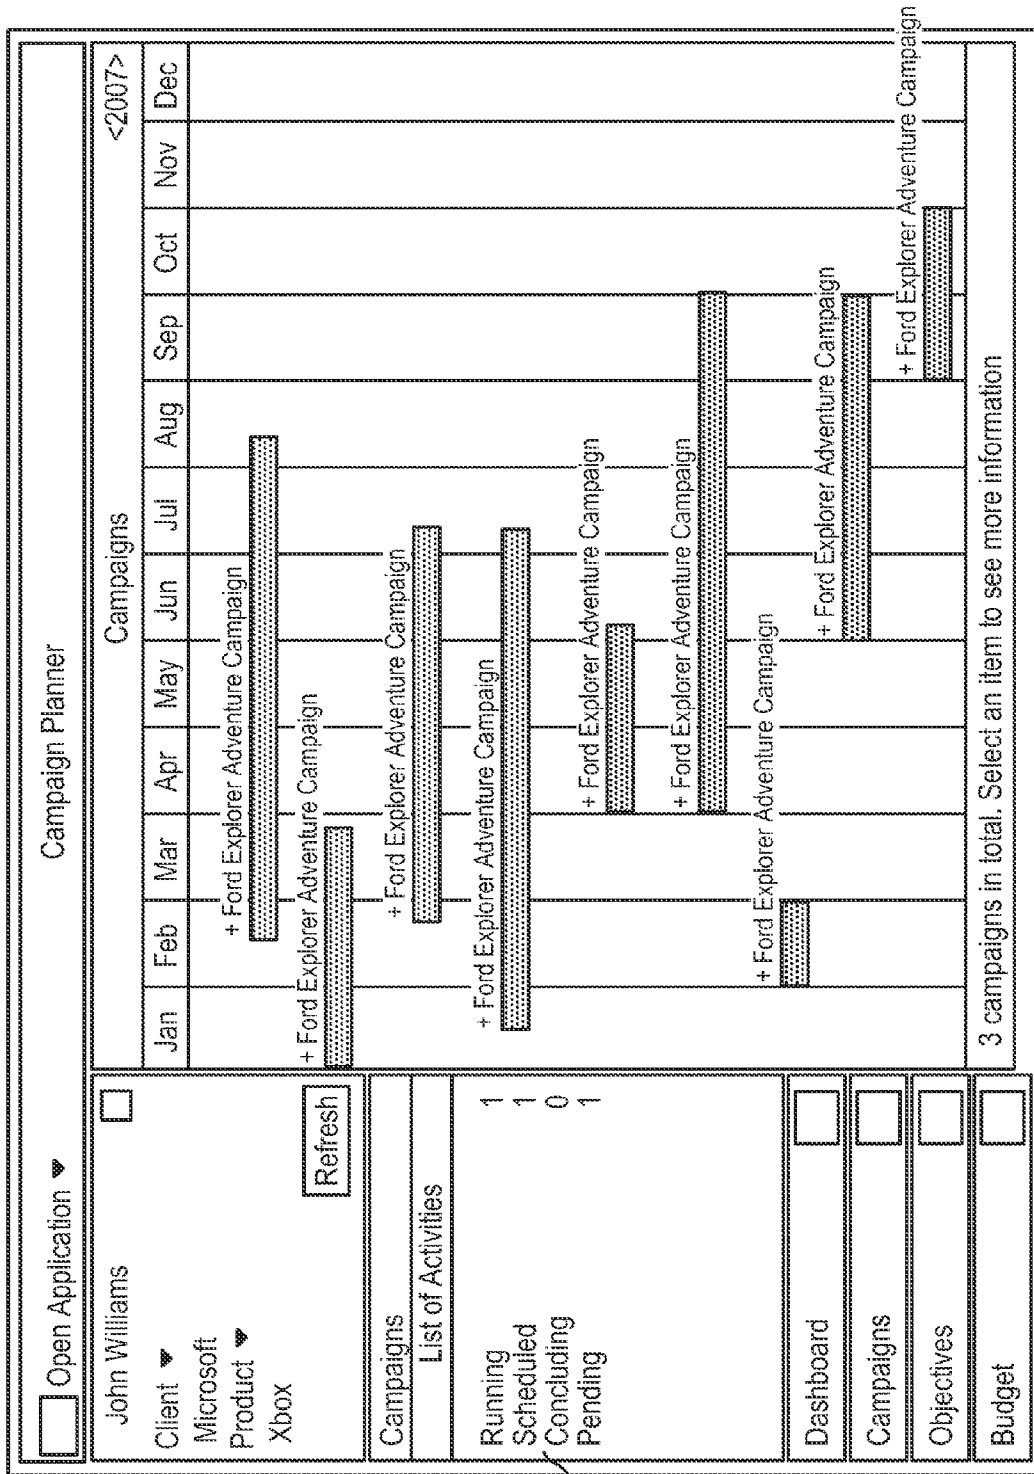 Campaign Planner
Open Application
John Williams
Client
Microsoft
Product
Xbox
Refresh
Campaigns
List of Activities
Running 1
Scheduled 1
Concluding 0
Pending 1
Dashboard
Campaigns
Objectives
Budget
Campaigns <2007>
Jan Feb Mar Apr May Jun Jul Aug Sep Oct Nov Dec
+ Ford Explorer Adventure Campaign
+ Ford Explorer Adventure Campaign
+ Ford Explorer Adventure Campaign
+ Ford Explorer Adventure Campaign
+ Ford Explorer Adventure Campaign
+ Ford Explorer Adventure Campaign
+ Ford Explorer Adventure Campaign
+ Ford Explorer Adventure Campaign
+ Ford Explorer Adventure Campaign
3 campaigns in total. Select an item to see more information